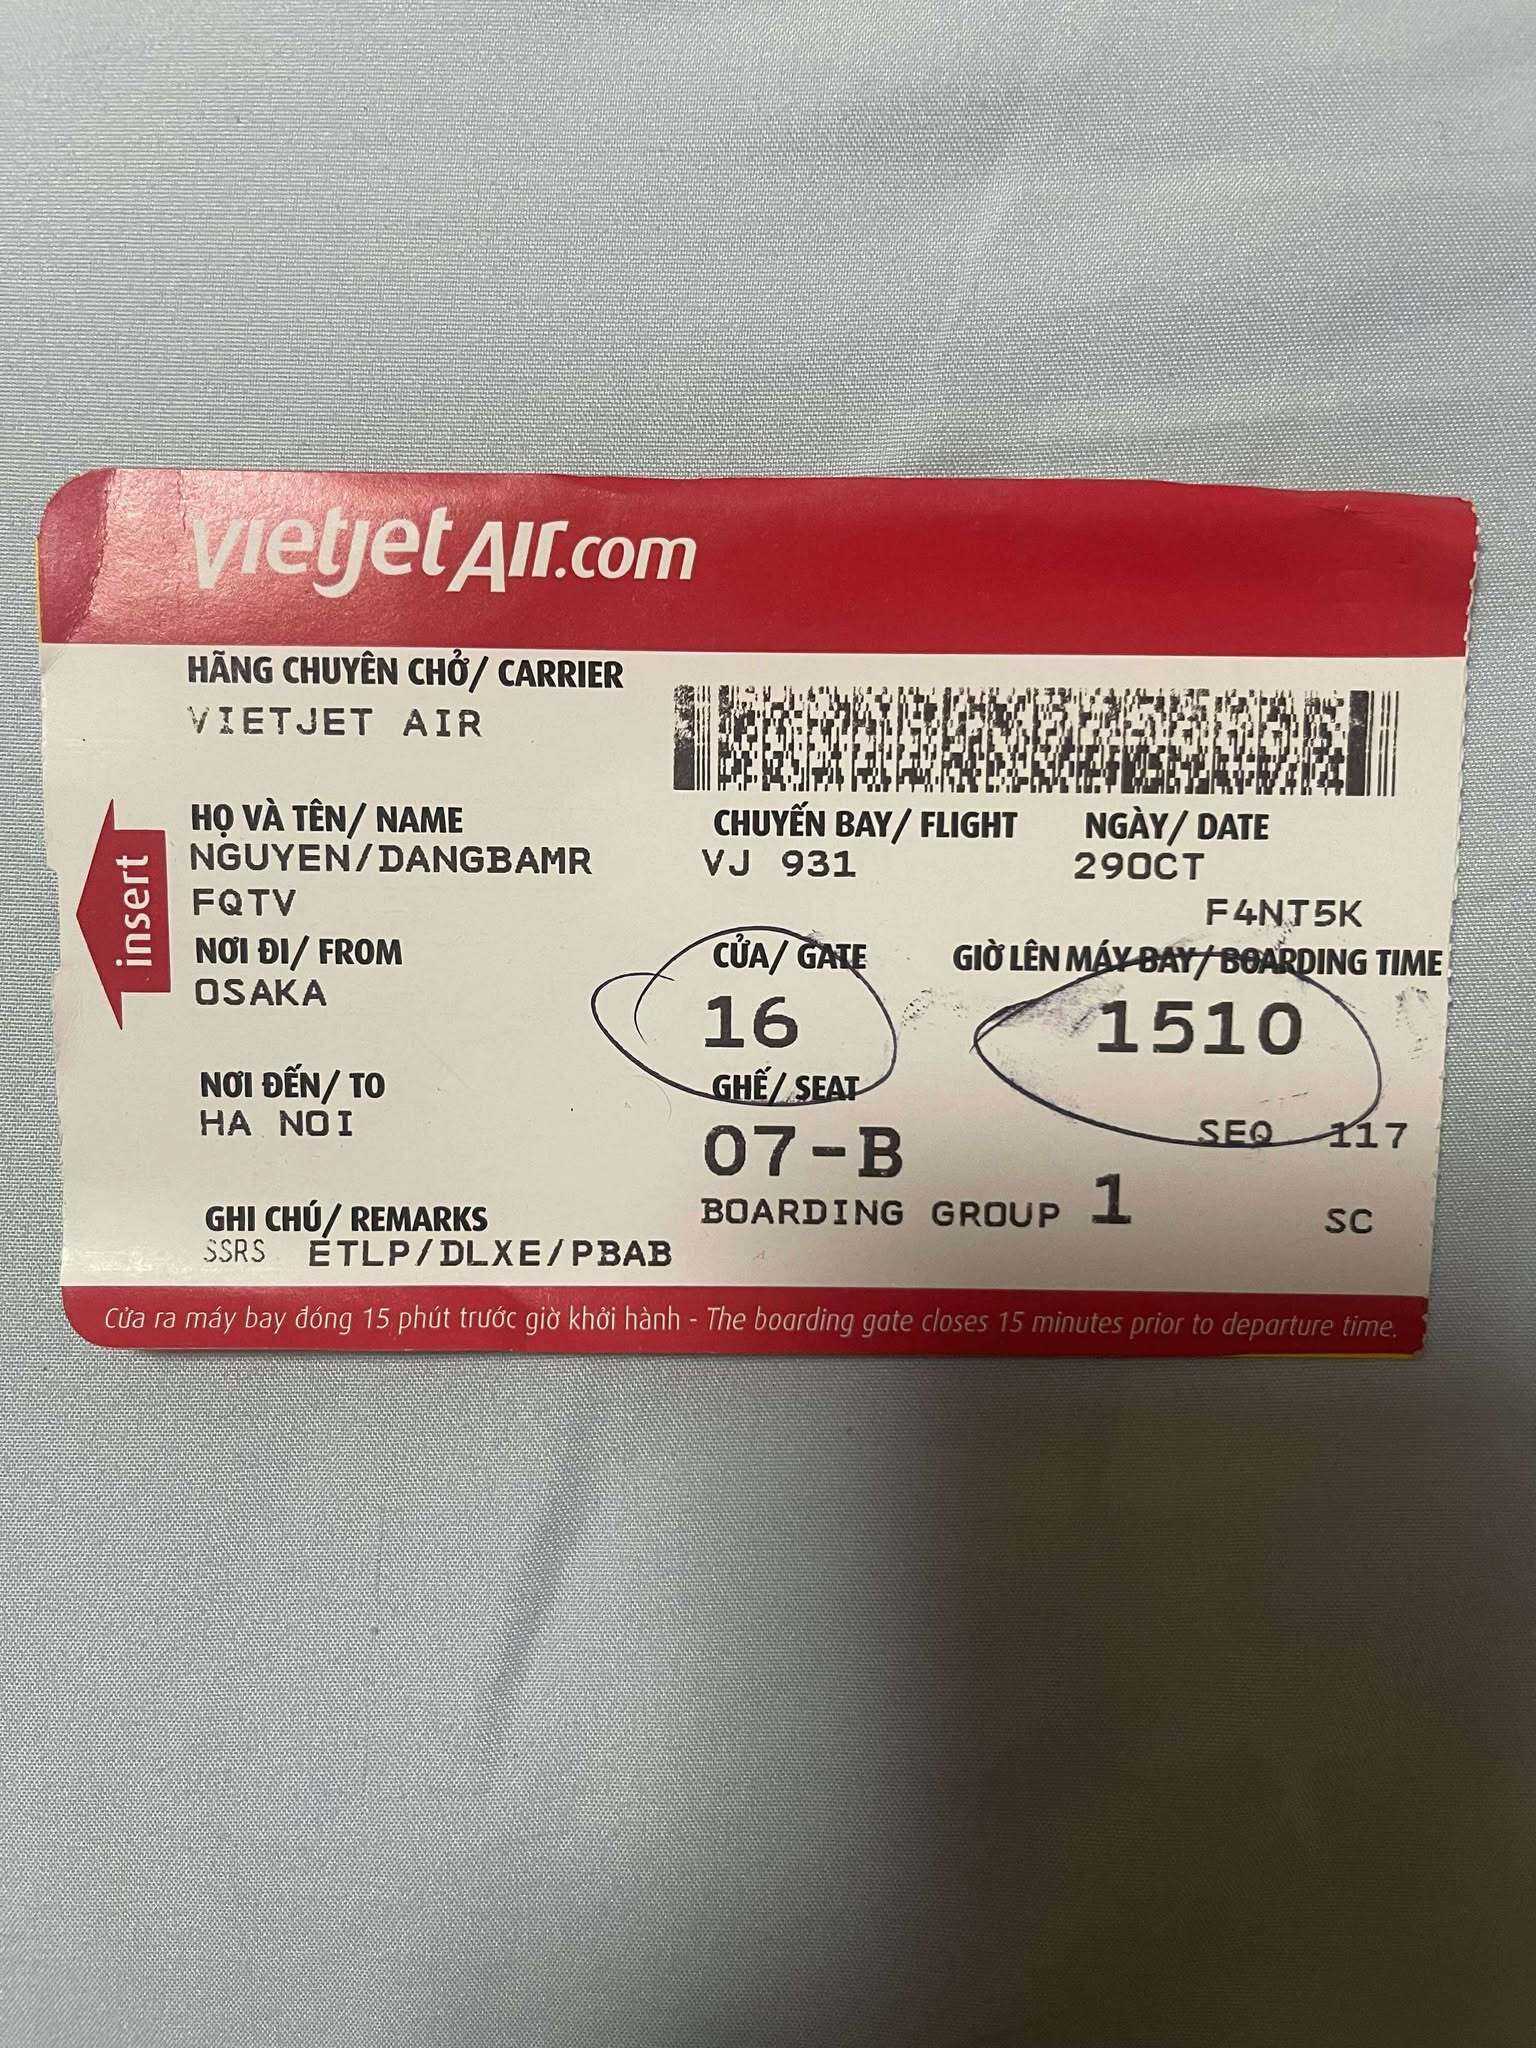 vietjet Air.com
HÃNG CHUYÊN CHỞ/ CARRIER
VIETJET AIR
HỌ VÀ TÊN/ NAME
NGUYEN/DANGBAMR
FQTV
CHUYẾN BAY/ FLIGHT
VJ 931
NGÀY/ DATE
29OCT
F4NT5K
insert
NƠI ĐI/ FROM
OSAKA
CỬA/ GATE
16
GIỜ LÊN MÁY BAY/ BOARDING TIME
1510
NƠI ĐẾN/ TO
HA NOI
GHẾ/ SEAT
07-B
SEQ 117
BOARDING GROUP 1
SC
GHI CHÚ/ REMARKS
SSRS ETLP/DLXE/PBAB
Cửa ra máy bay đóng 15 phút trước giờ khởi hành - The boarding gate closes 15 minutes prior to departure time.